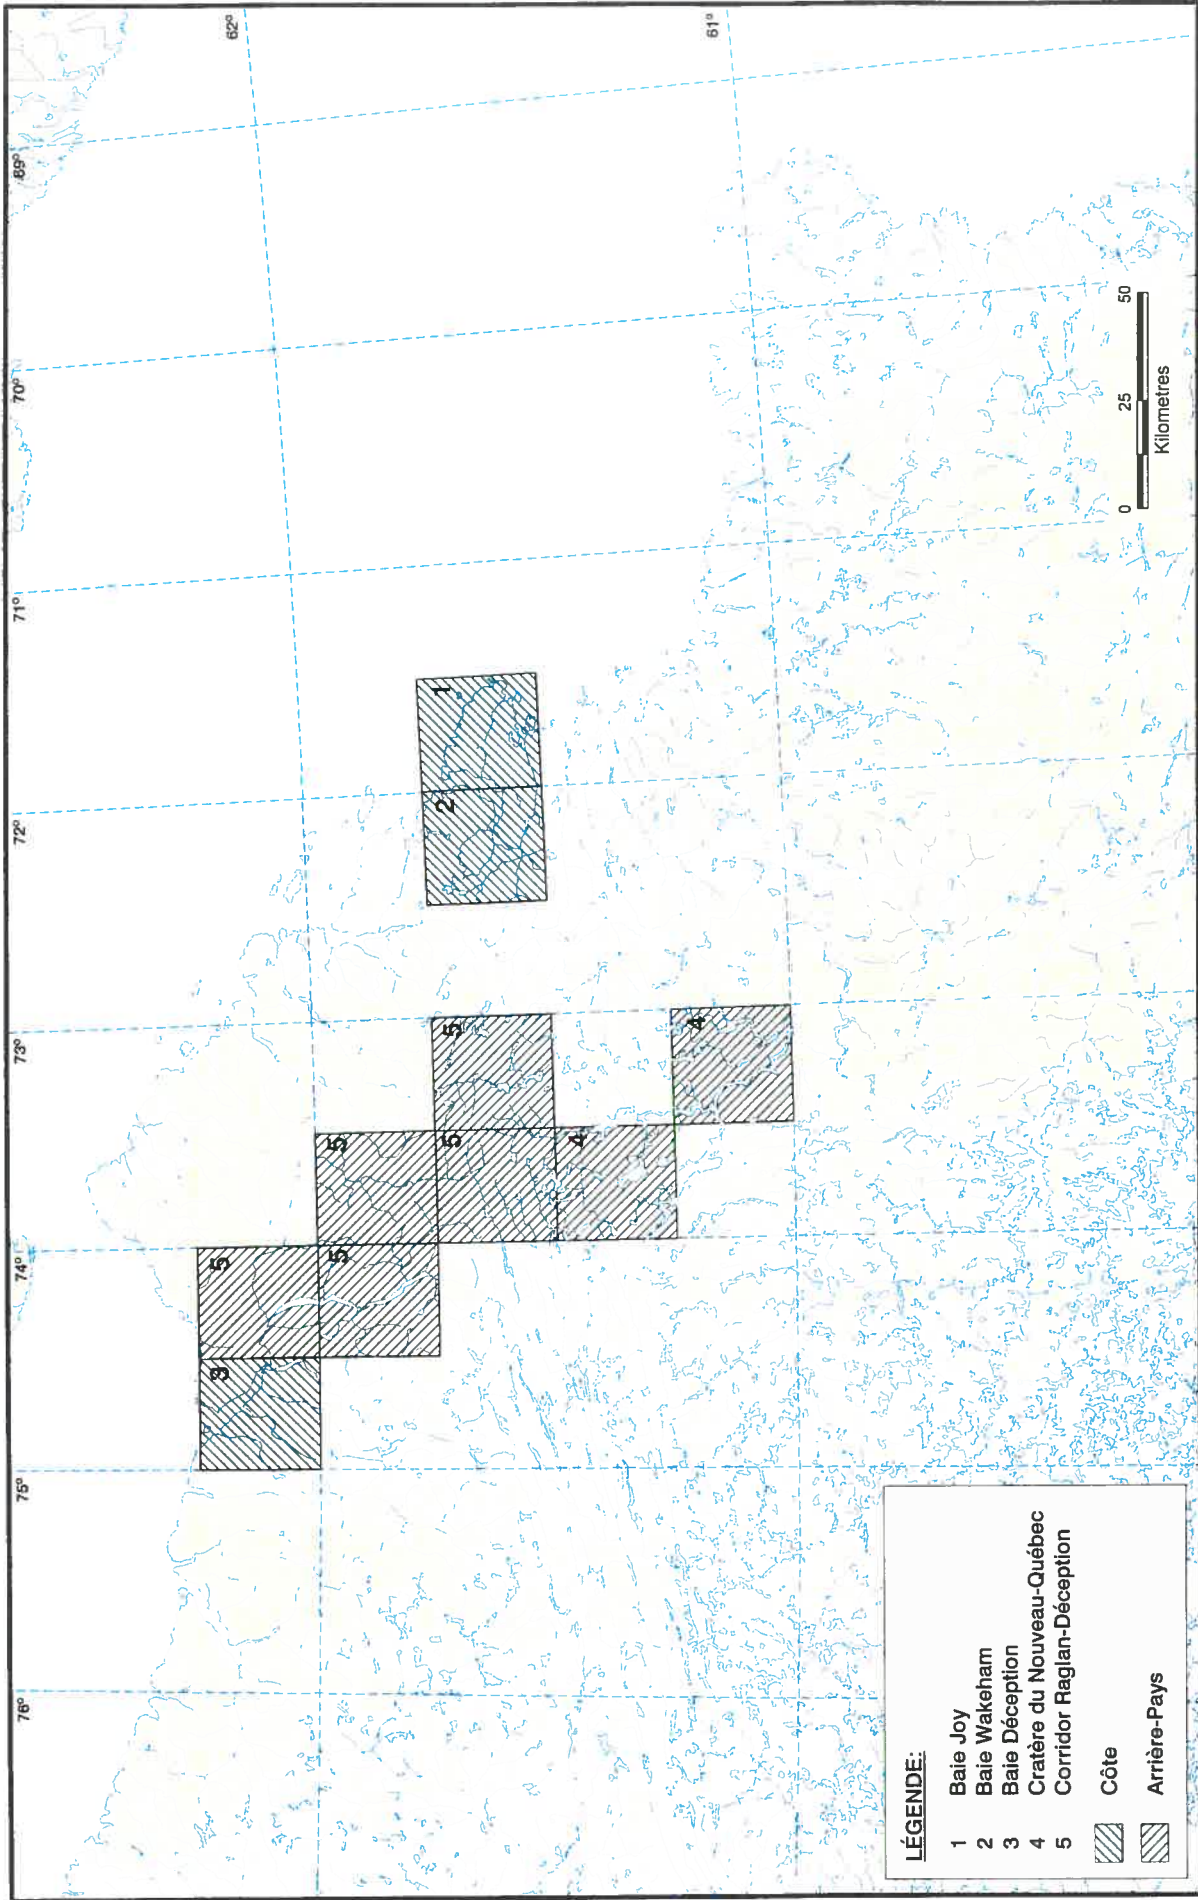 76°
75°
74°
73°
72°
71°
70°
69°
62°
61°
3
5
5
5
5
5
4
4
2
1
LÉGENDE:
1 Baie Joy
2 Baie Wakeham
3 Baie Déception
4 Cratère du Nouveau-Québec
5 Corridor Raglan-Déception
Côte
Arrière-Pays
0 25 50
Kilometres